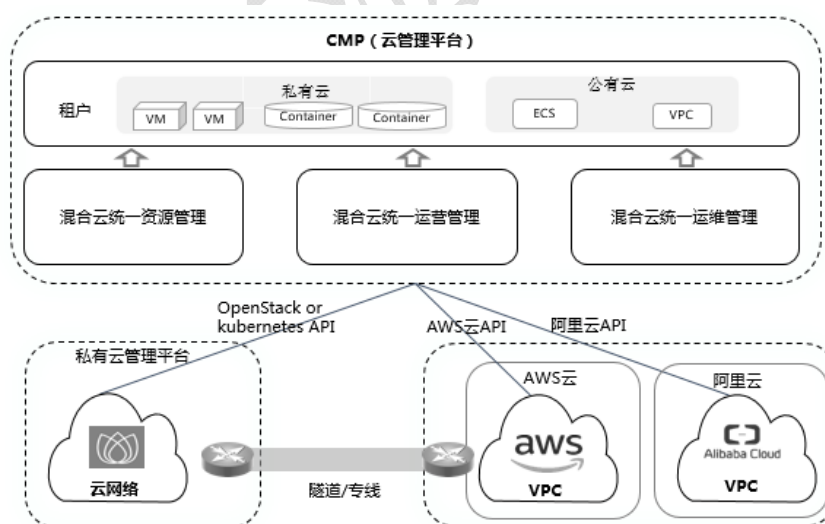 CMP（云管理平台）
租户
私有云
VM
VM
Container
Container
公有云
ECS
VPC
混合云统一资源管理
混合云统一运营管理
混合云统一运维管理
OpenStack or
kubernetes API
AWS云API
阿里云API
私有云管理平台
云网络
隧道/专线
AWS云
aws
VPC
阿里云
Alibaba Cloud
VPC